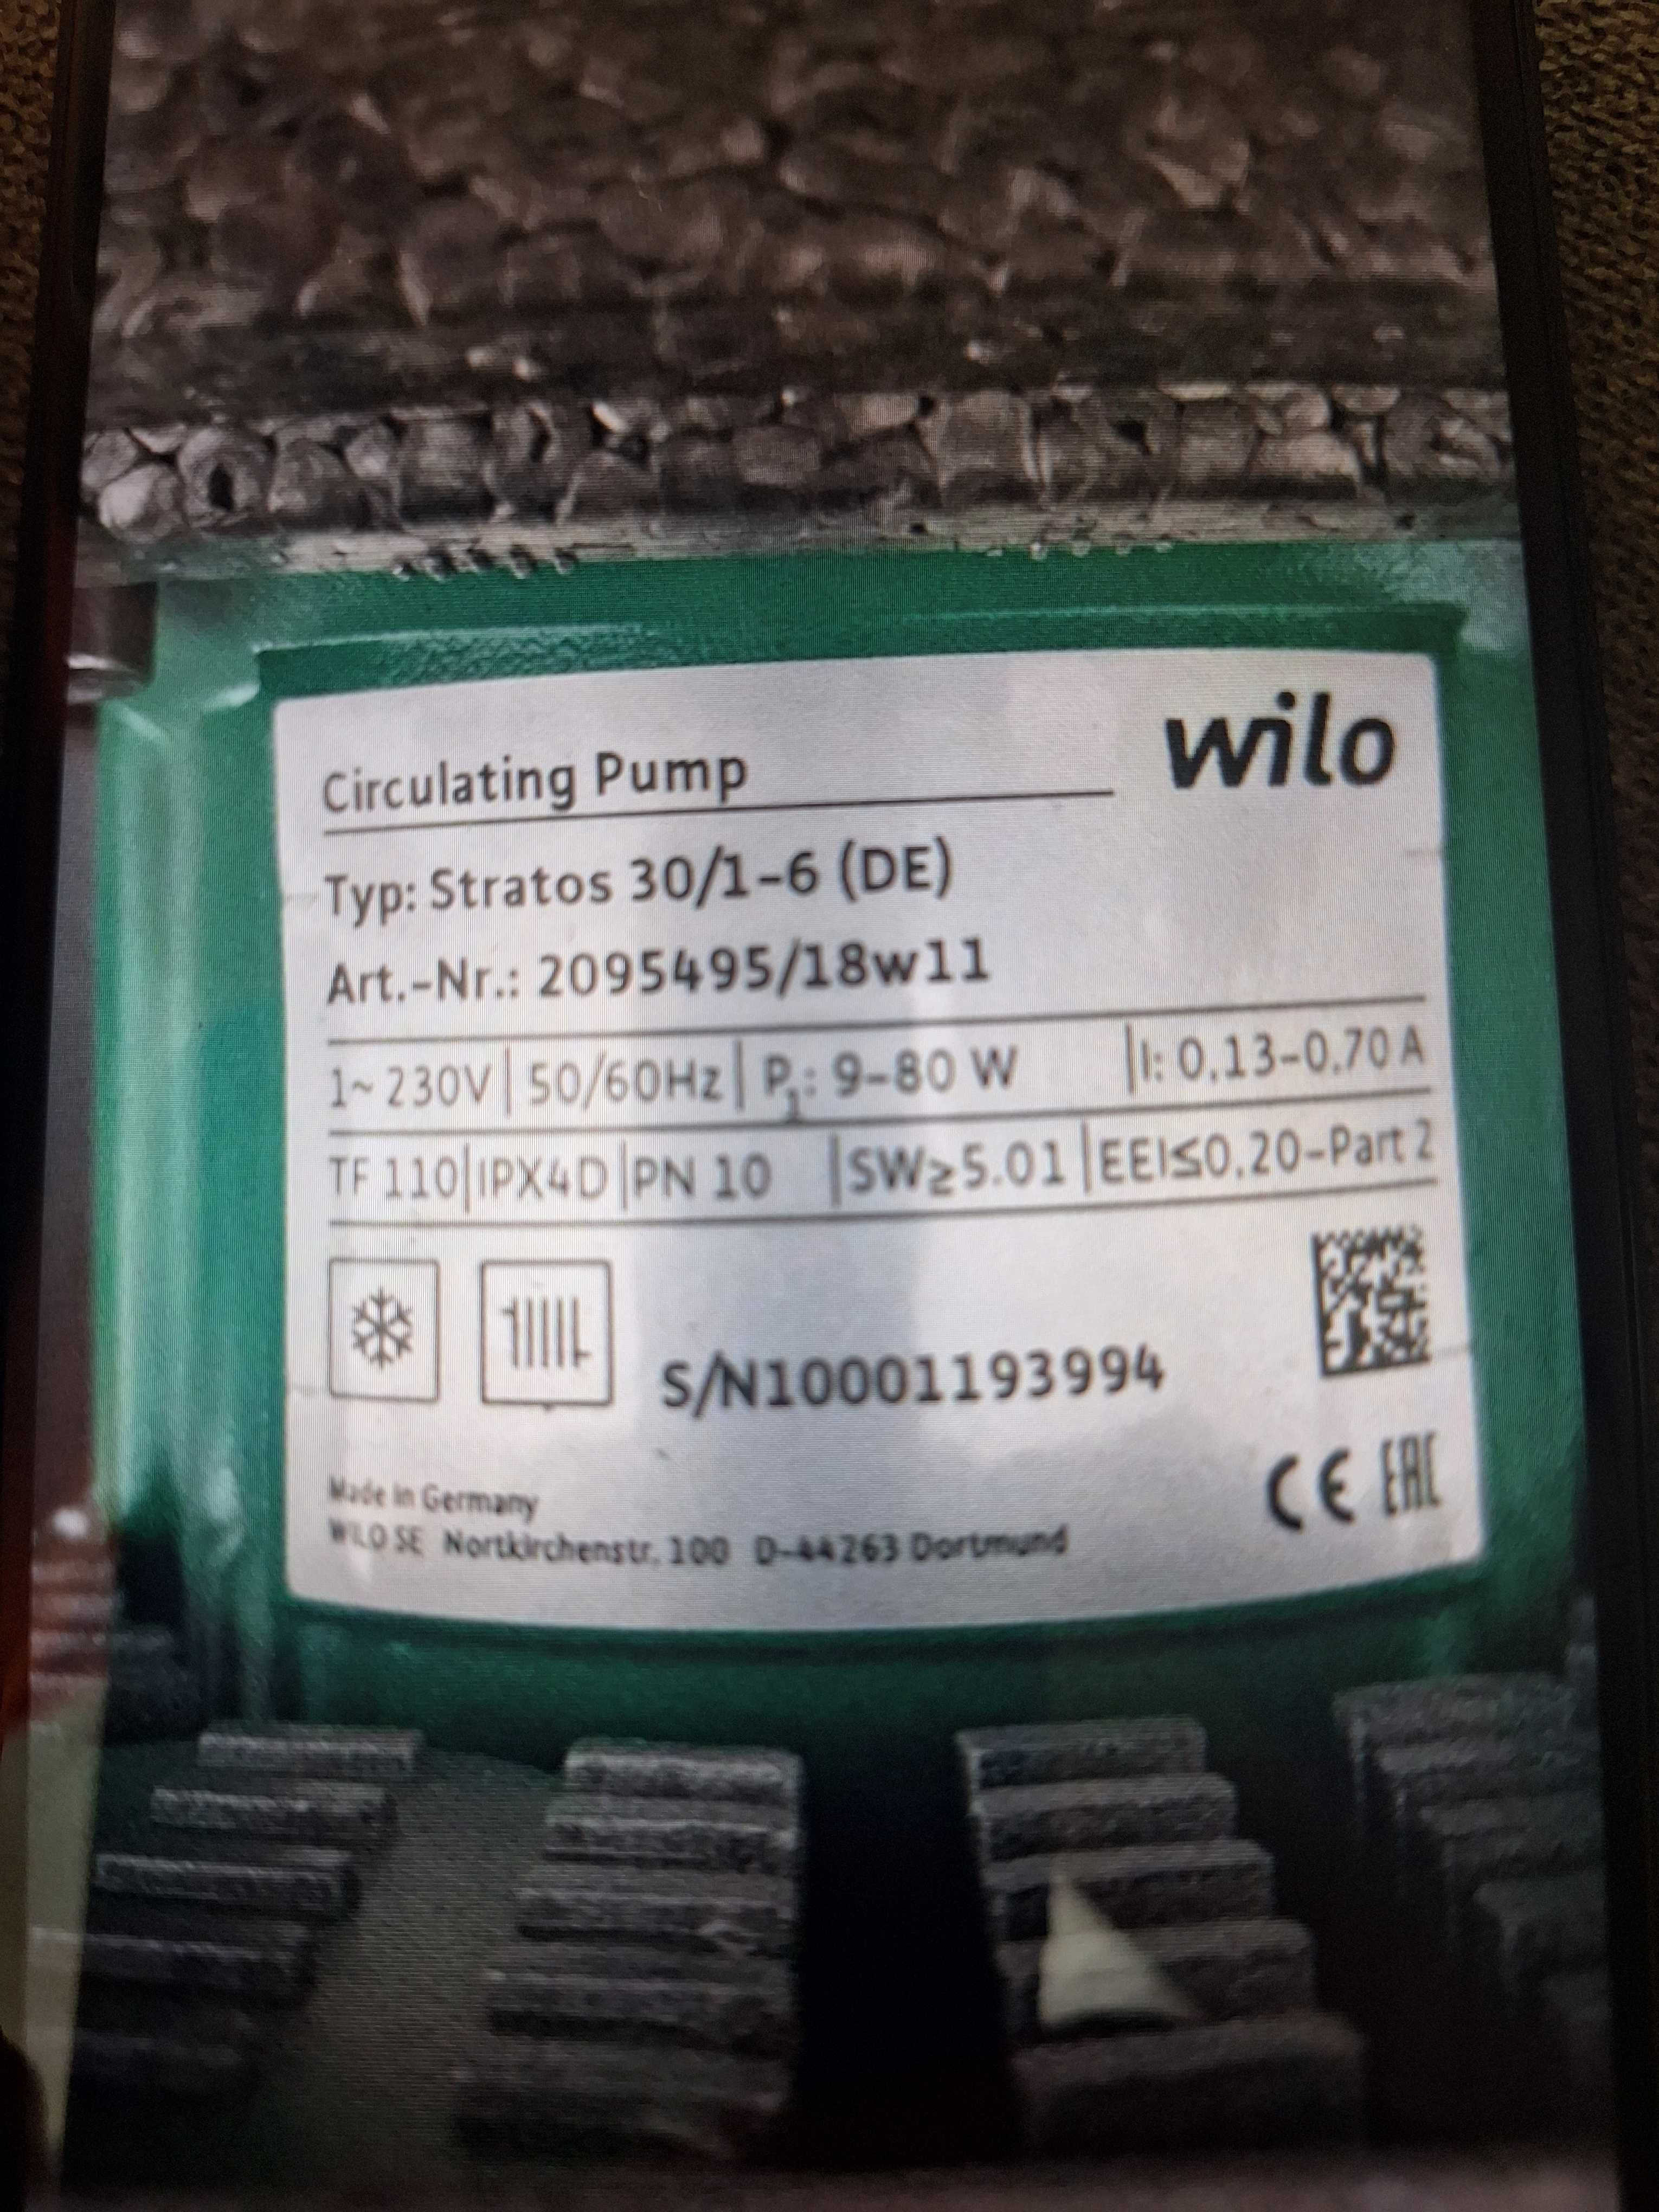 wilo
Circulating Pump
Typ: Stratos 30/1-6 (DE)
Art.-Nr.: 2095495/18w11
1~ 230V | 50/60Hz | P1: 9-80 W | I: 0.13-0.70 A
TF 110 | IPX4D | PN 10 | SW≥5.01 | EEI≤0.20-Part 2
S/N10001193994
Made in Germany
WILO SE Nortkirchenstr. 100 D-44263 Dortmund
CE EAC